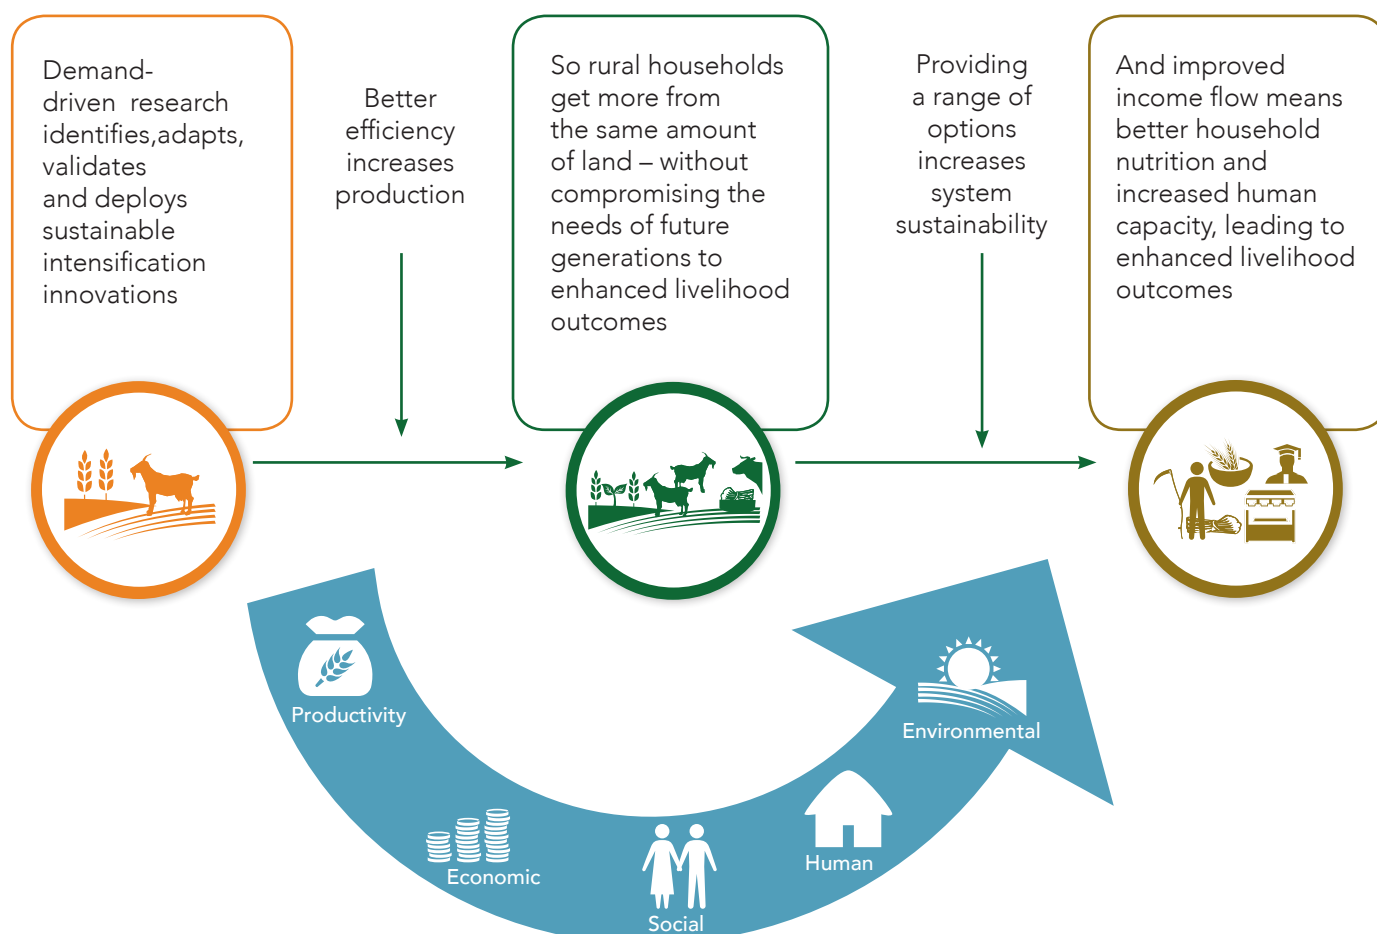 Demand-
driven  research
identifies,adapts,
validates
and deploys
sustainable
intensification
innovations
Better
efficiency
increases
production
So rural households
get more from
the same amount
of land – without
compromising the
needs of future
generations to
enhanced livelihood
outcomes
Providing
a range of
options
increases
system
sustainability
And improved
income flow means
better household
nutrition and
increased human
capacity, leading to
enhanced livelihood
outcomes
Productivity
Economic
Social
Human
Environmental